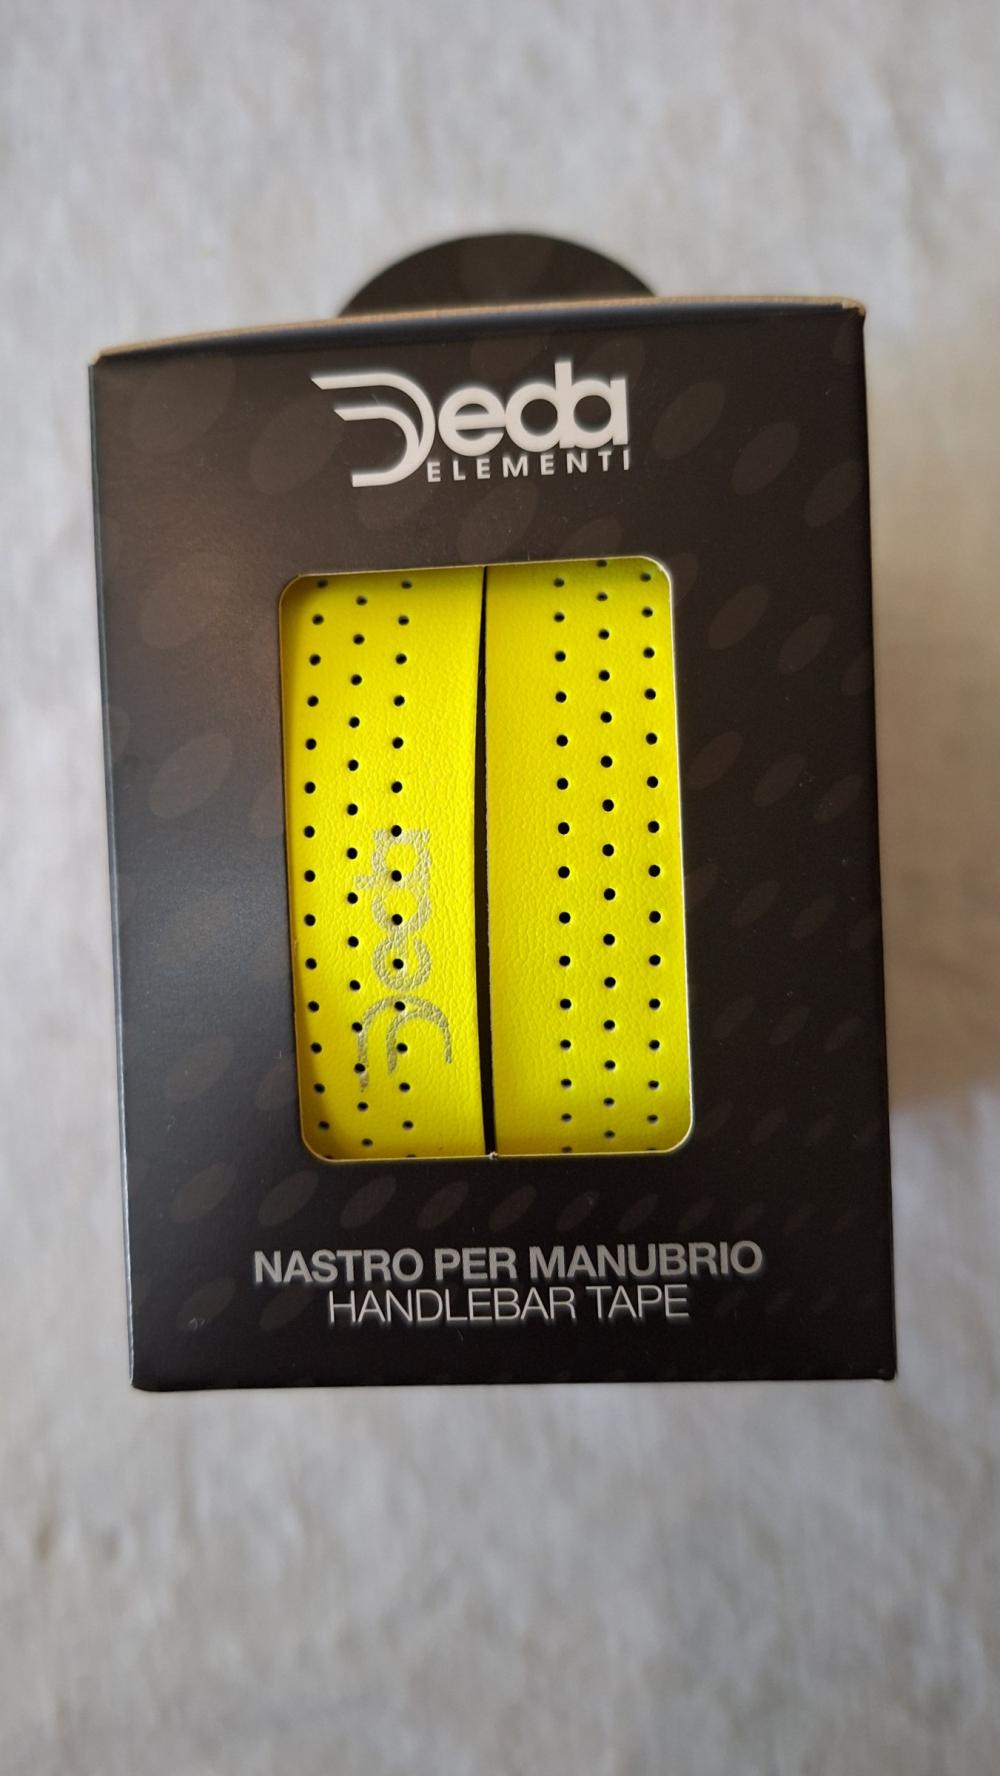 Deda
ELEMENTI
Deda
NASTRO PER MANUBRIO
HANDLEBAR TAPE